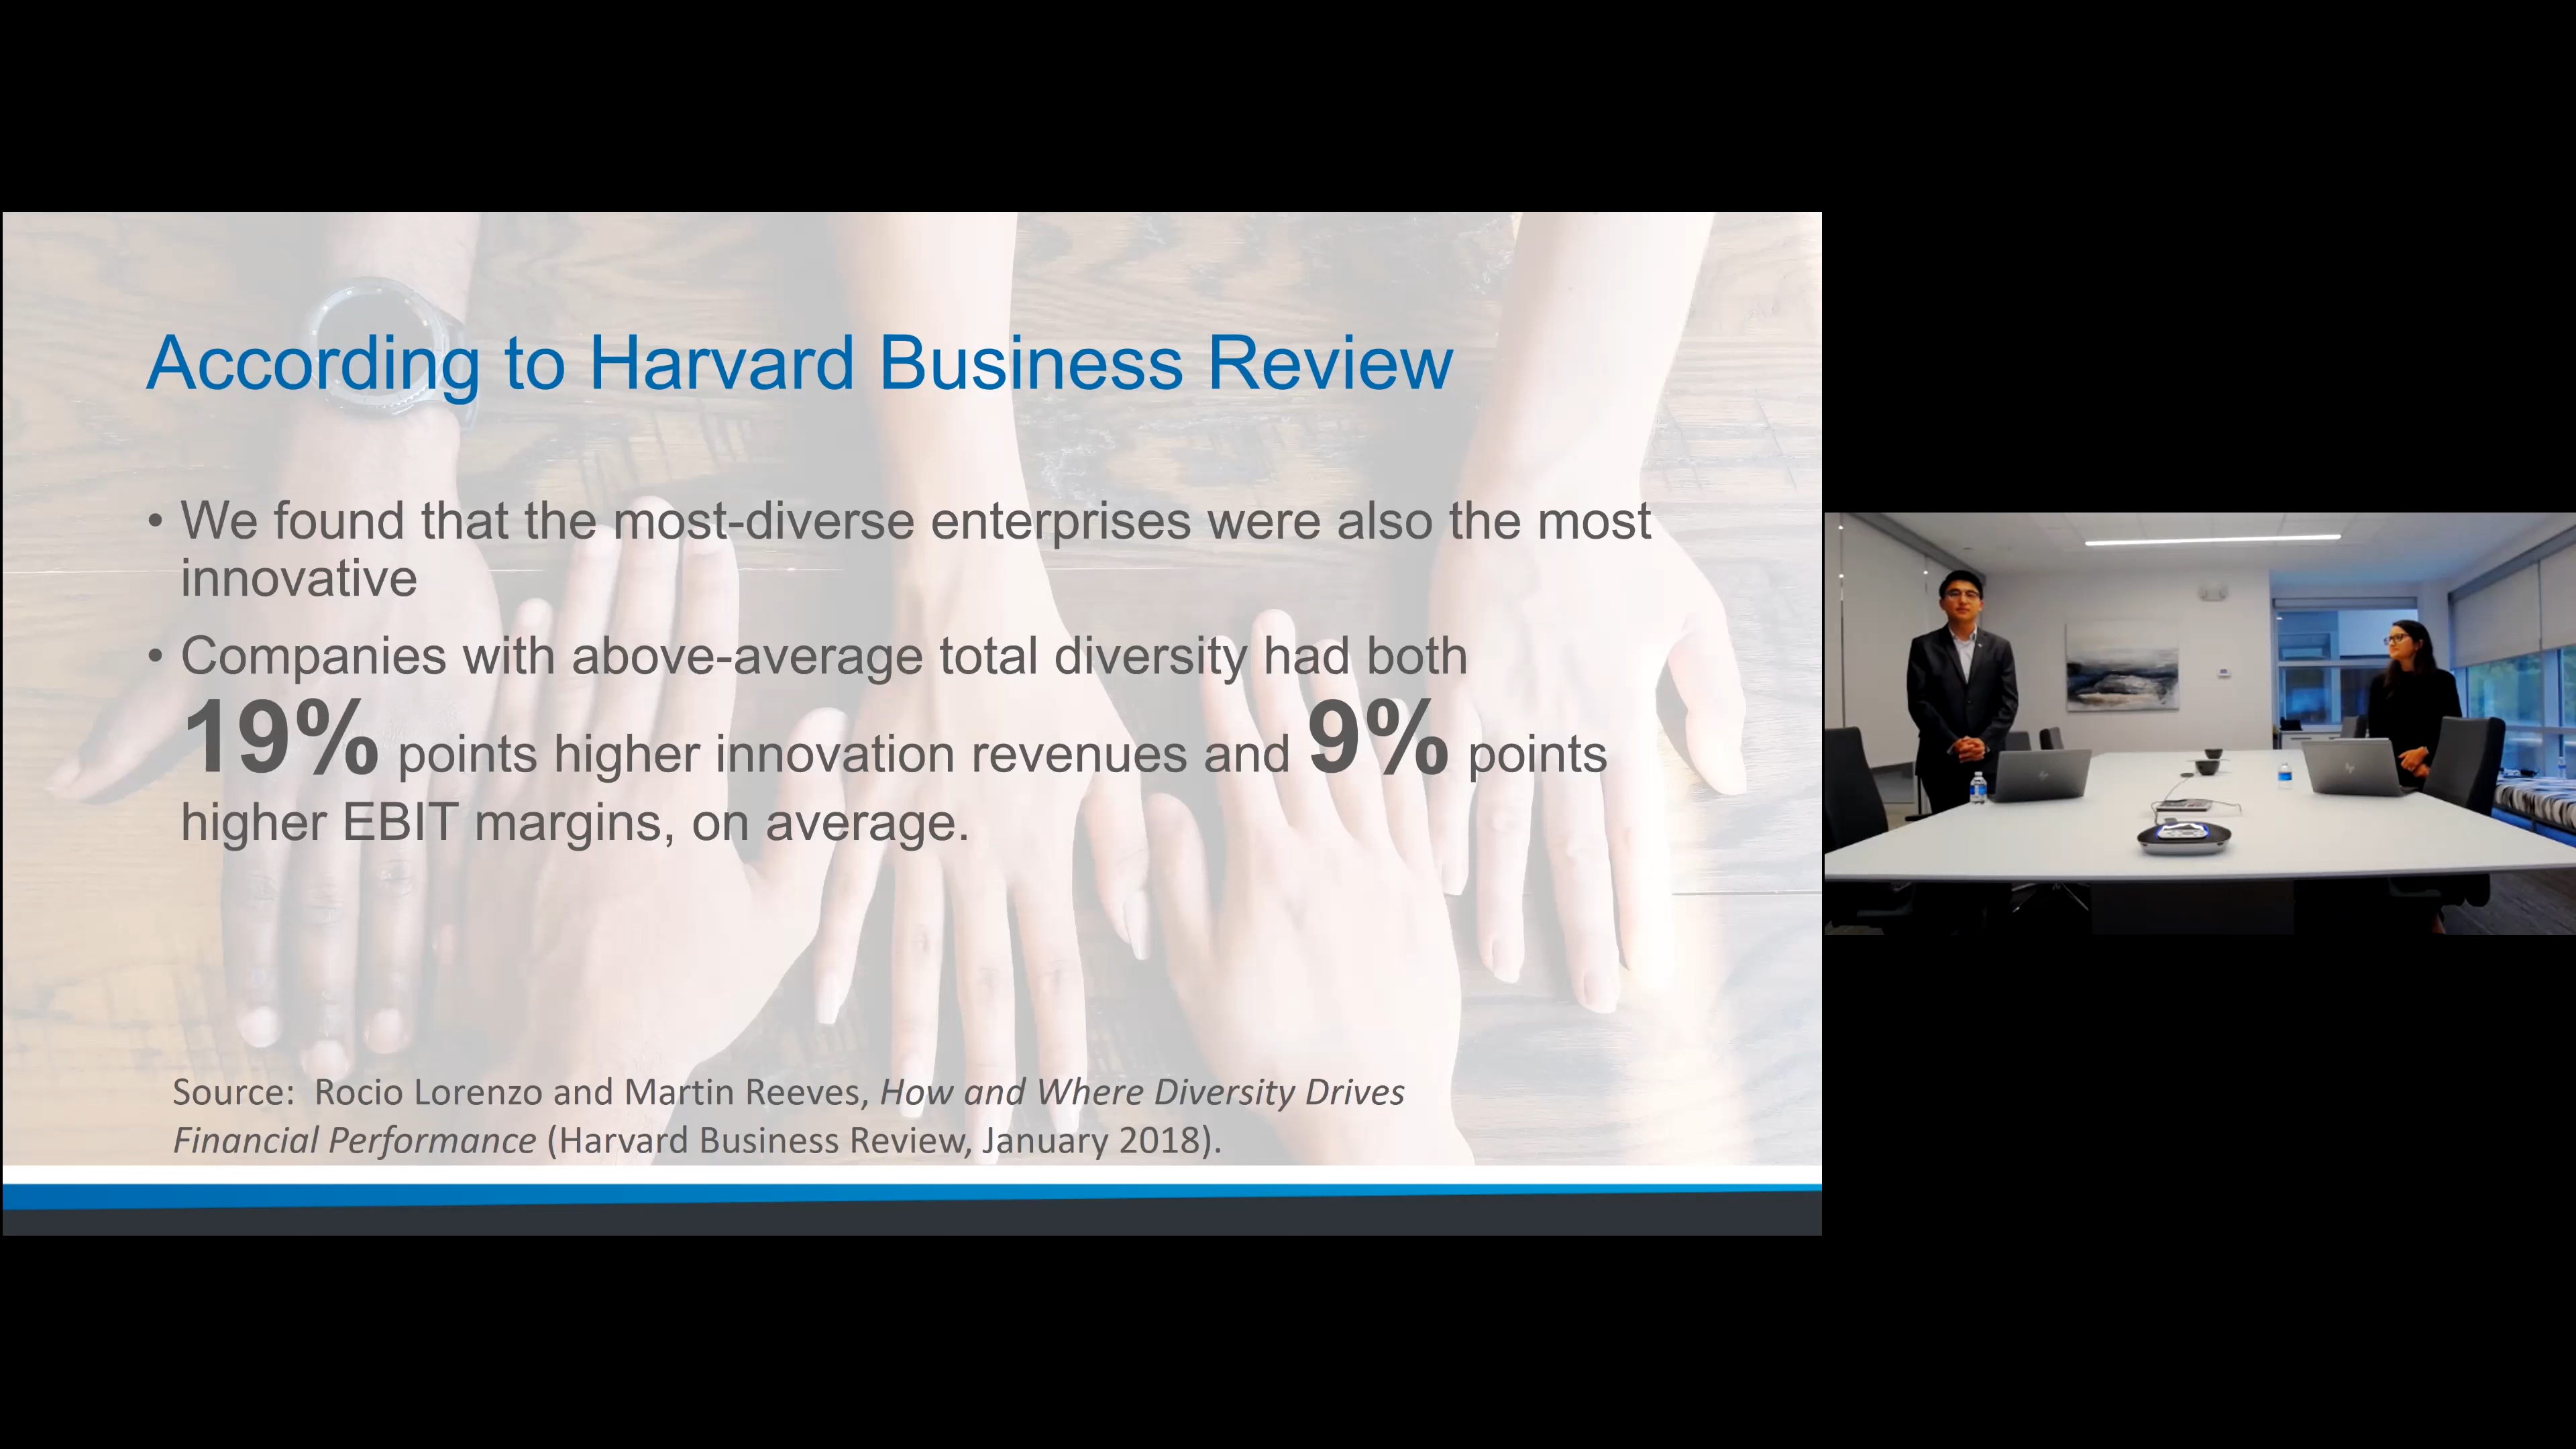 According to Harvard Business Review
• We found that the most-diverse enterprises were also the most
innovative
• Companies with above-average total diversity had both
19% points higher innovation revenues and 9% points
higher EBIT margins, on average.
Source: Rocio Lorenzo and Martin Reeves, How and Where Diversity Drives
Financial Performance (Harvard Business Review, January 2018).